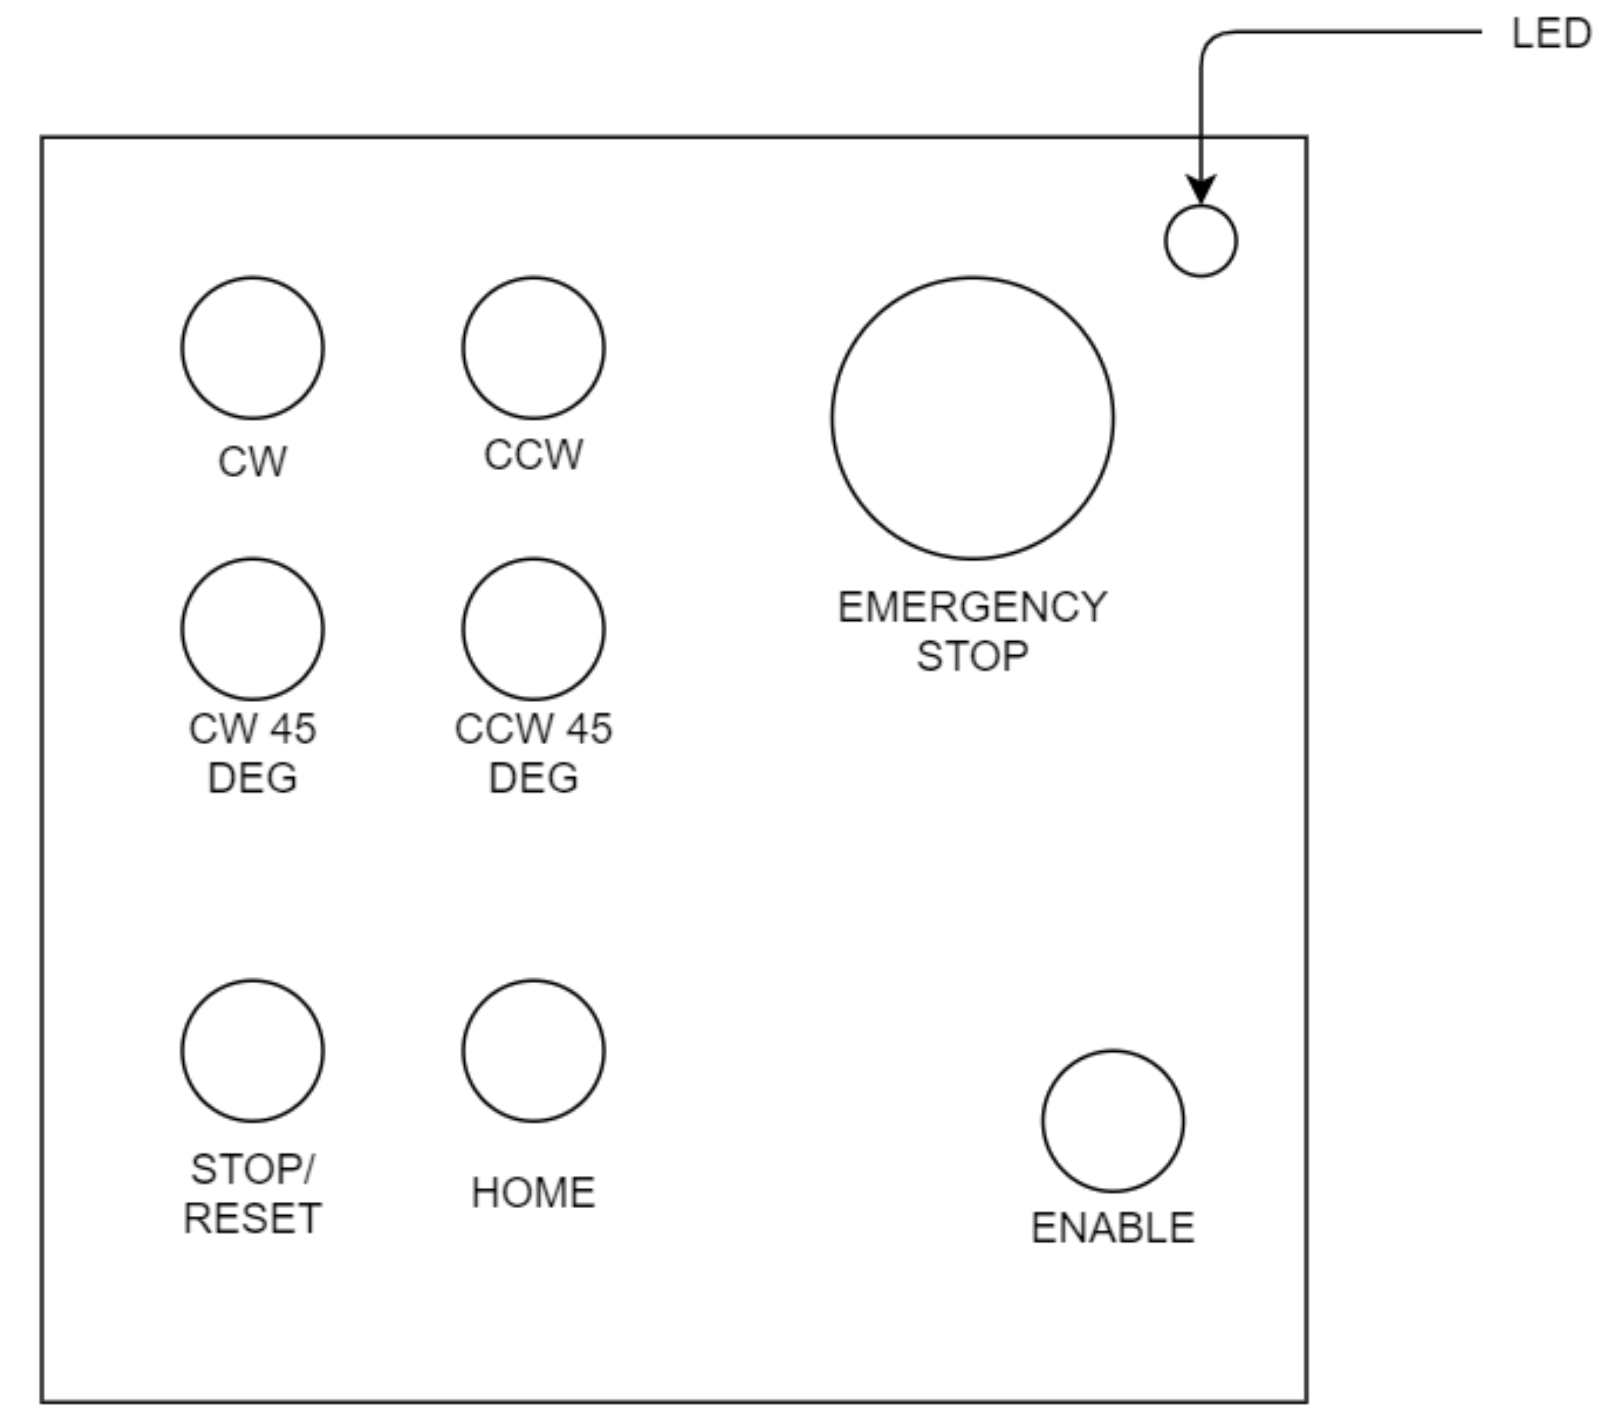 LED
CW
CCW
EMERGENCY
STOP
CW 45
DEG
CCW 45
DEG
STOP/
RESET
HOME
ENABLE